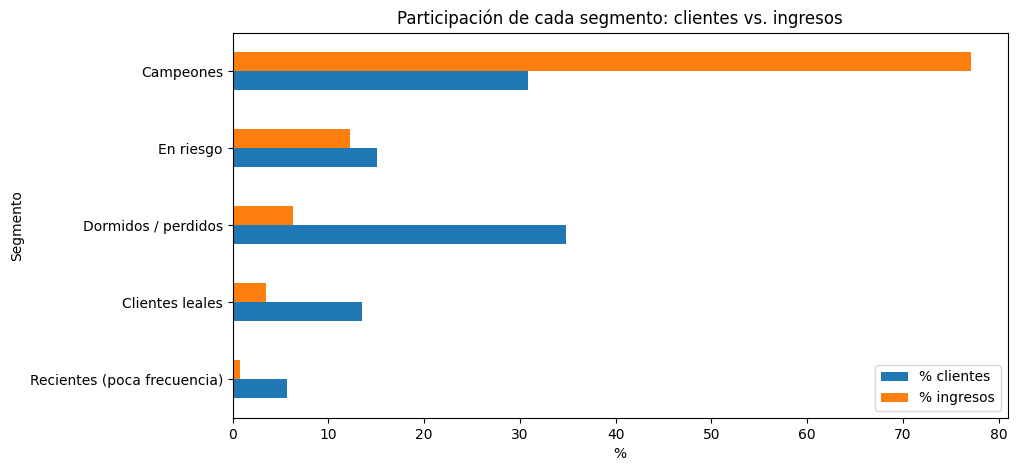 Participación de cada segmento: clientes vs. ingresos
Segmento
Campeones
En riesgo
Dormidos / perdidos
Clientes leales
Recientes (poca frecuencia)
% clientes
% ingresos
0 10 20 30 40 50 60 70 80
%